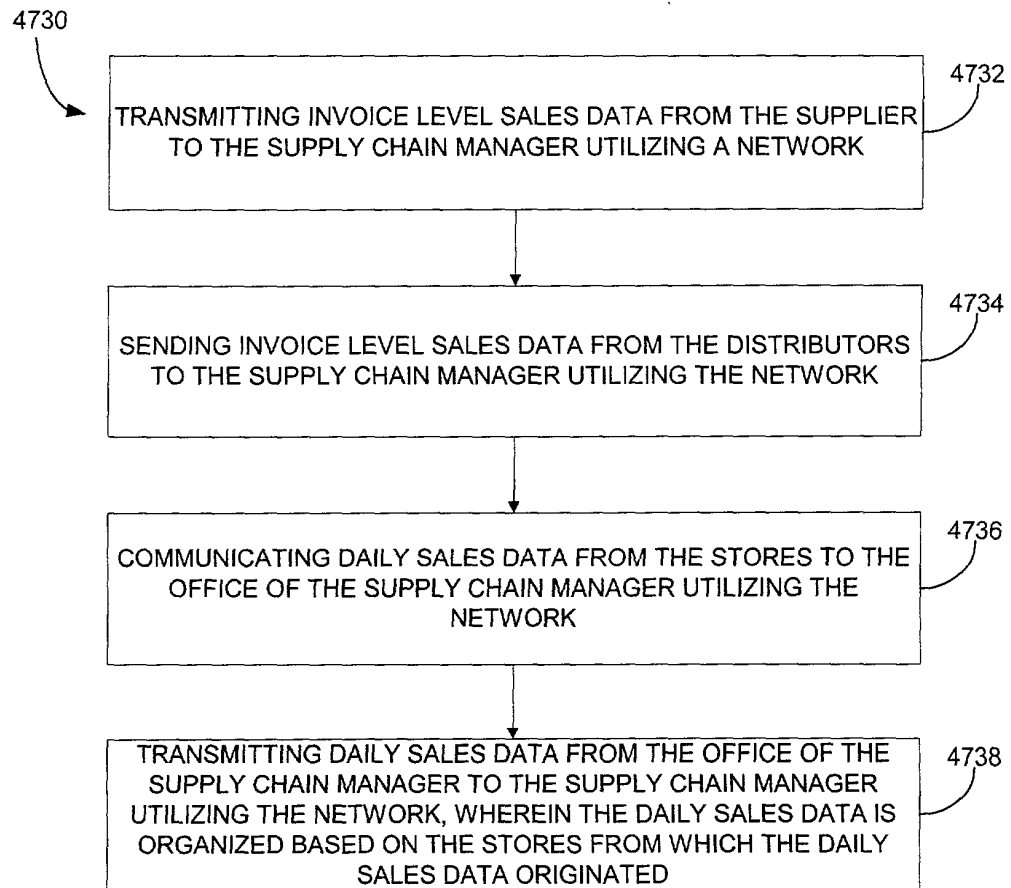 4730
4732
TRANSMITTING INVOICE LEVEL SALES DATA FROM THE SUPPLIER
TO THE SUPPLY CHAIN MANAGER UTILIZING A NETWORK
4734
SENDING INVOICE LEVEL SALES DATA FROM THE DISTRIBUTORS
TO THE SUPPLY CHAIN MANAGER UTILIZING THE NETWORK
4736
COMMUNICATING DAILY SALES DATA FROM THE STORES TO THE
OFFICE OF THE SUPPLY CHAIN MANAGER UTILIZING THE
NETWORK
4738
TRANSMITTING DAILY SALES DATA FROM THE OFFICE OF THE
SUPPLY CHAIN MANAGER TO THE SUPPLY CHAIN MANAGER
UTILIZING THE NETWORK, WHEREIN THE DAILY SALES DATA IS
ORGANIZED BASED ON THE STORES FROM WHICH THE DAILY
SALES DATA ORIGINATED